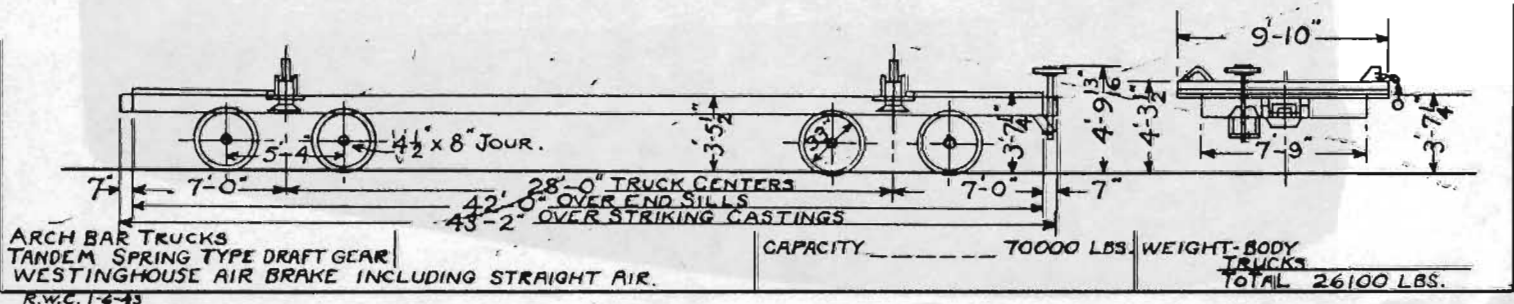 9'-10"
4'-9 13/16"
4'-3 1/2"
3'-5 1/2"
3'-7 1/4"
3'-7 1/4"
5'-4"
4 1/2" x 8" JOUR.
33"
7'-9"
7" 7'-0" 28'-0" TRUCK CENTERS 7'-0" 7"
42'-0" OVER END SILLS
43'-2" OVER STRIKING CASTINGS
ARCH BAR TRUCKS
TANDEM SPRING TYPE DRAFT GEAR
WESTINGHOUSE AIR BRAKE INCLUDING STRAIGHT AIR.
CAPACITY 70000 LBS.
WEIGHT-BODY
TRUCKS
TOTAL 26100 LBS.
R.W.C. 1-6-43